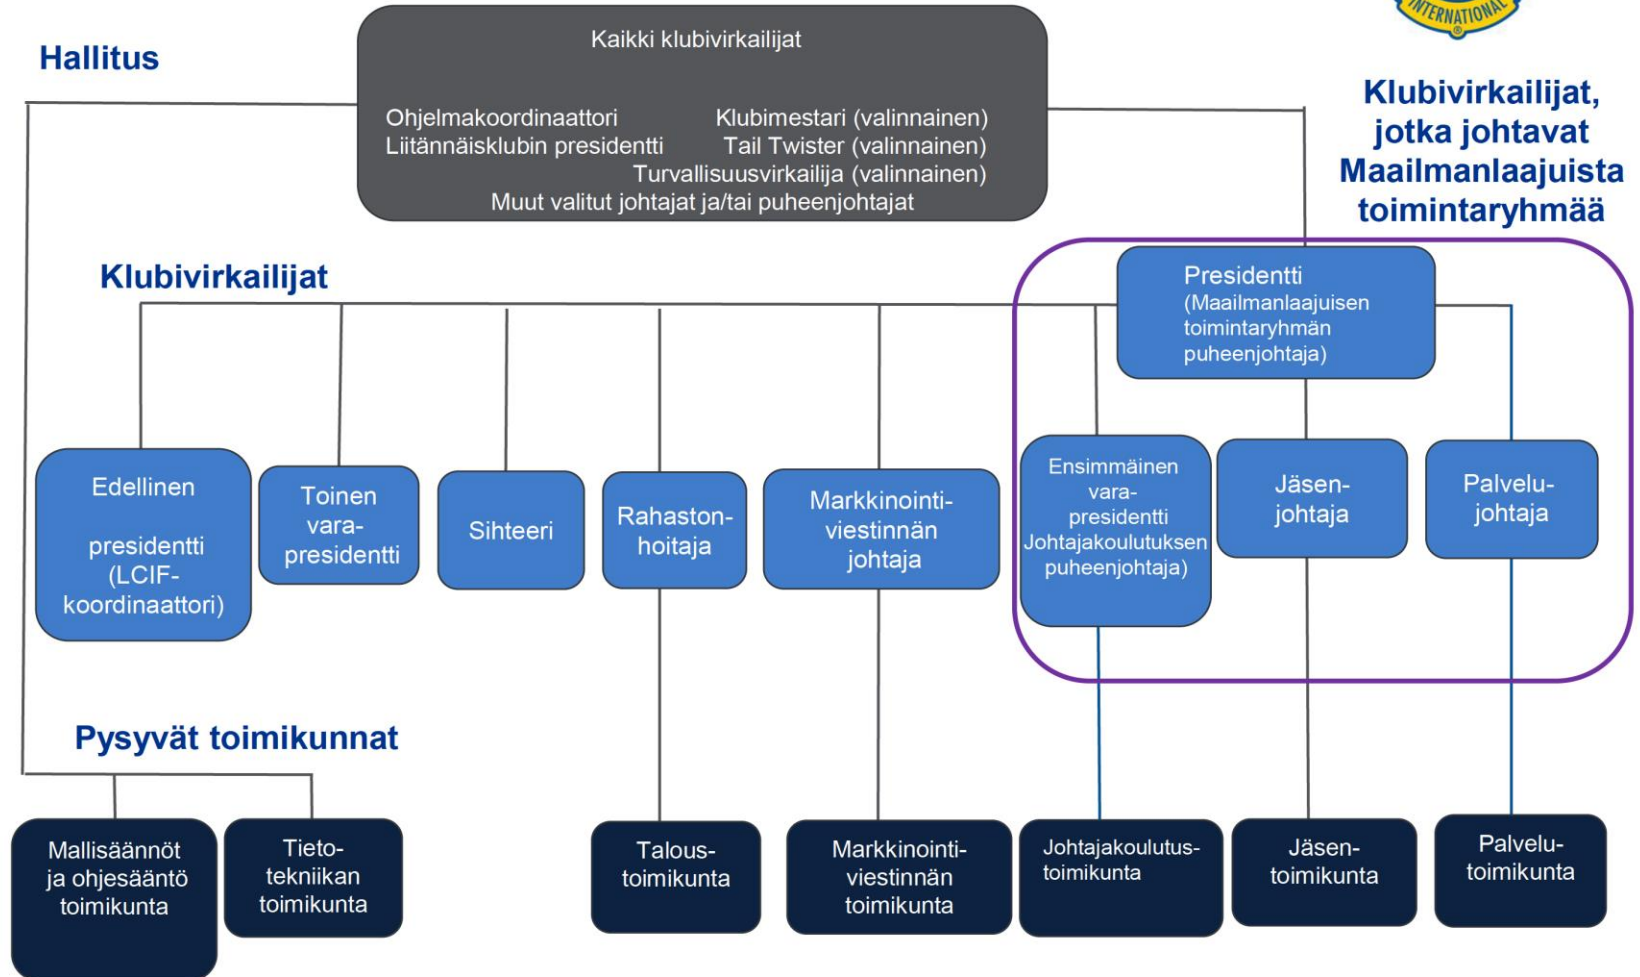 INTERNATIONAL
®
Hallitus
Kaikki klubivirkailijat
Ohjelmakoordinaattori Klubimestari (valinnainen)
Liitännäisklubin presidentti Tail Twister (valinnainen)
Turvallisuusvirkailija (valinnainen)
Muut valitut johtajat ja/tai puheenjohtajat
Klubivirkailijat,
jotka johtavat
Maailmanlaajuista
toimintaryhmää
Klubivirkailijat
Presidentti
(Maailmanlaajuisen
toimintaryhmän
puheenjohtaja)
Edellinen
presidentti
(LCIF-
koordinaattori)
Toinen
vara-
presidentti
Sihteeri
Rahaston-
hoitaja
Markkinointi-
viestinnän
johtaja
Ensimmäinen
vara-
presidentti
Johtajakoulutuksen
puheenjohtaja)
Jäsen-
johtaja
Palvelu-
johtaja
Pysyvät toimikunnat
Mallisäännöt
ja ohjesääntö
toimikunta
Tieto-
tekniikan
toimikunta
Talous-
toimikunta
Markkinointi-
viestinnän
toimikunta
Johtajakoulutus-
toimikunta
Jäsen-
toimikunta
Palvelu-
toimikunta